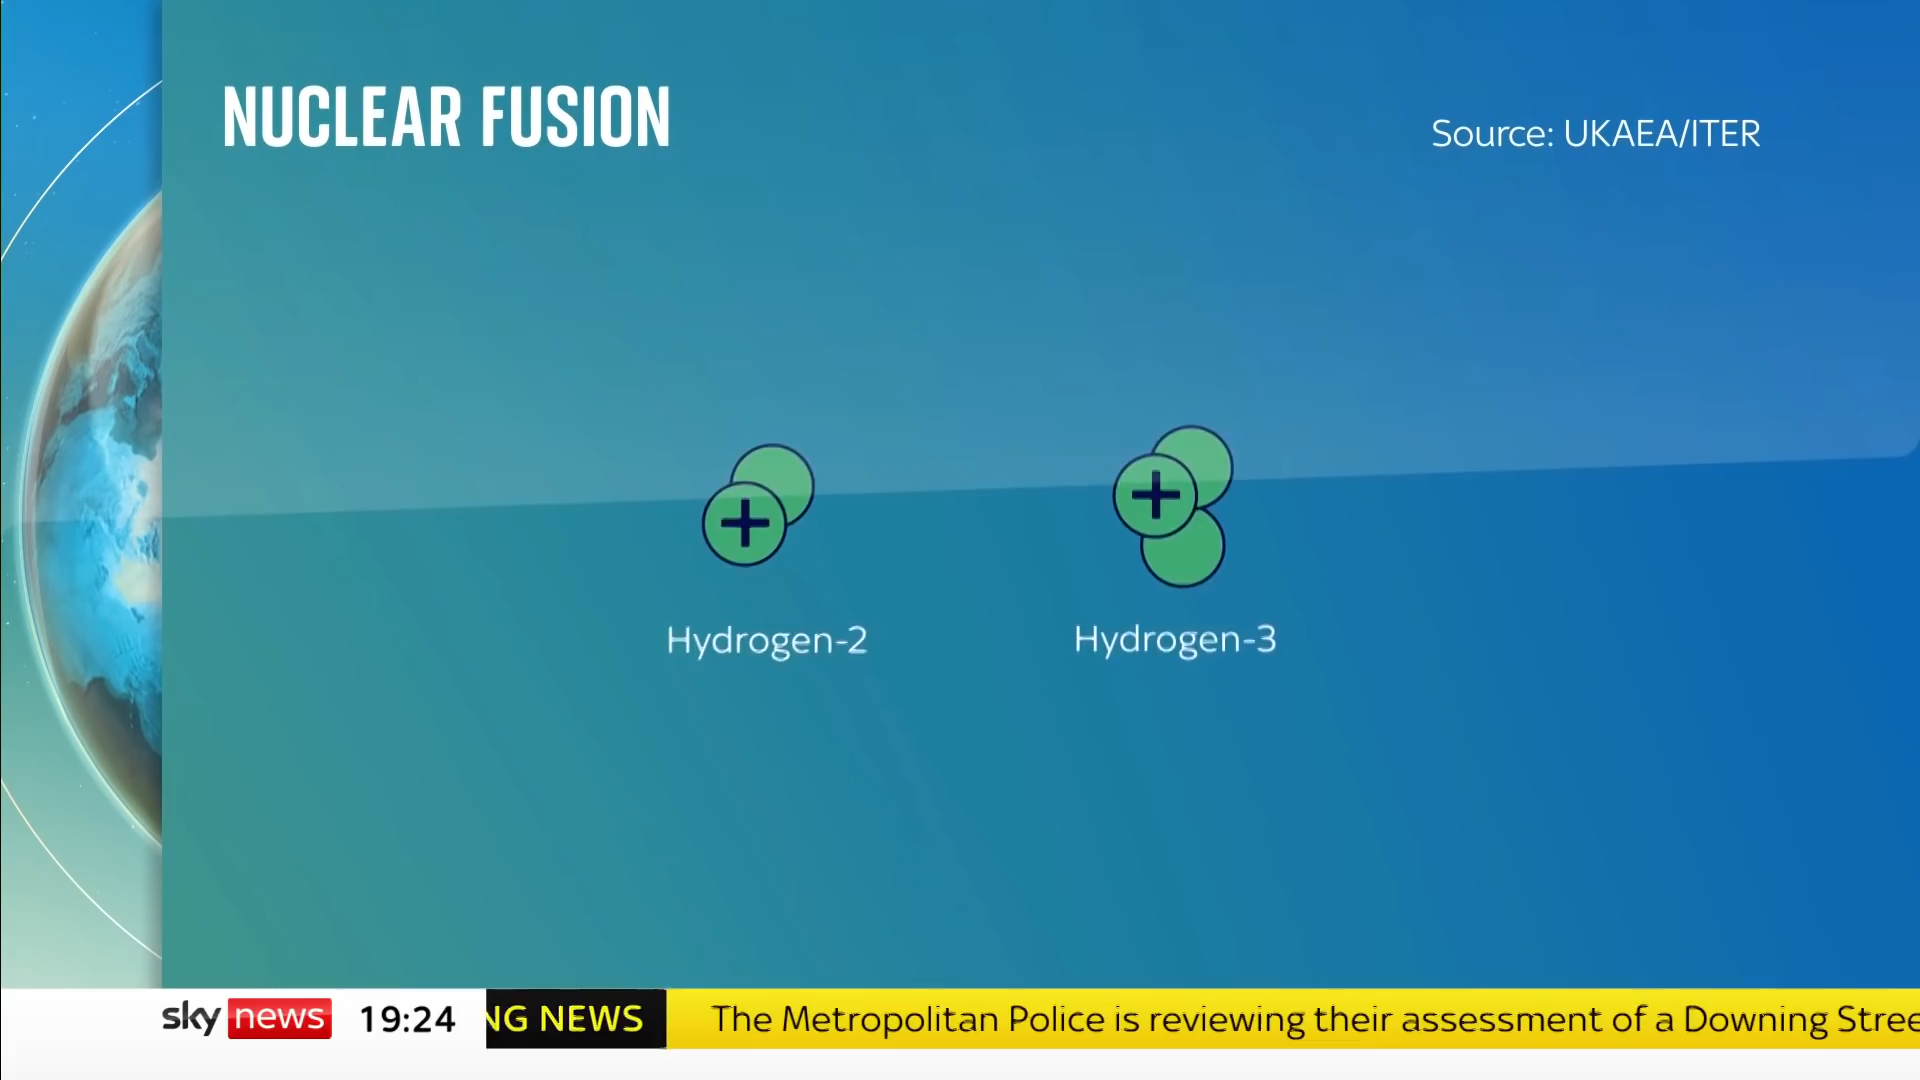 NUCLEAR FUSION
Source: UKAEA/ITER
+
+
Hydrogen-2
Hydrogen-3
sky news 19:24 NG NEWS The Metropolitan Police is reviewing their assessment of a Downing Stree